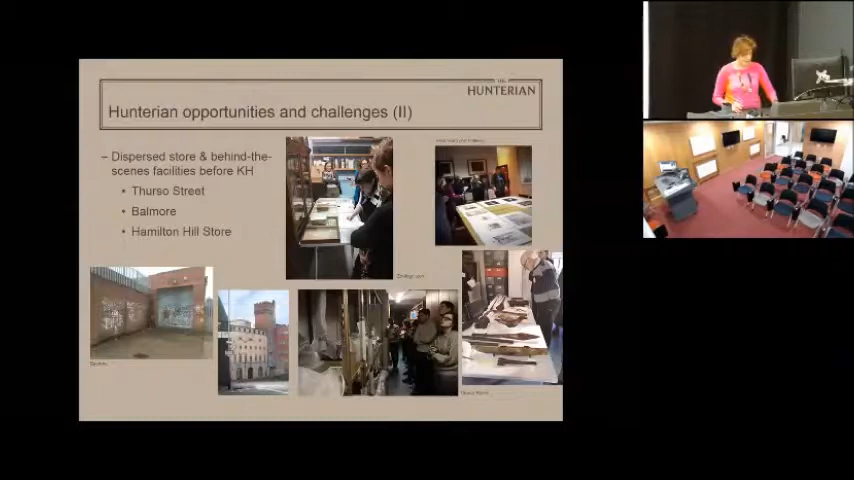 THE
HUNTERIAN
Hunterian opportunities and challenges (II)
– Dispersed store & behind-the-
scenes facilities before KH
• Thurso Street
• Balmore
• Hamilton Hill Store